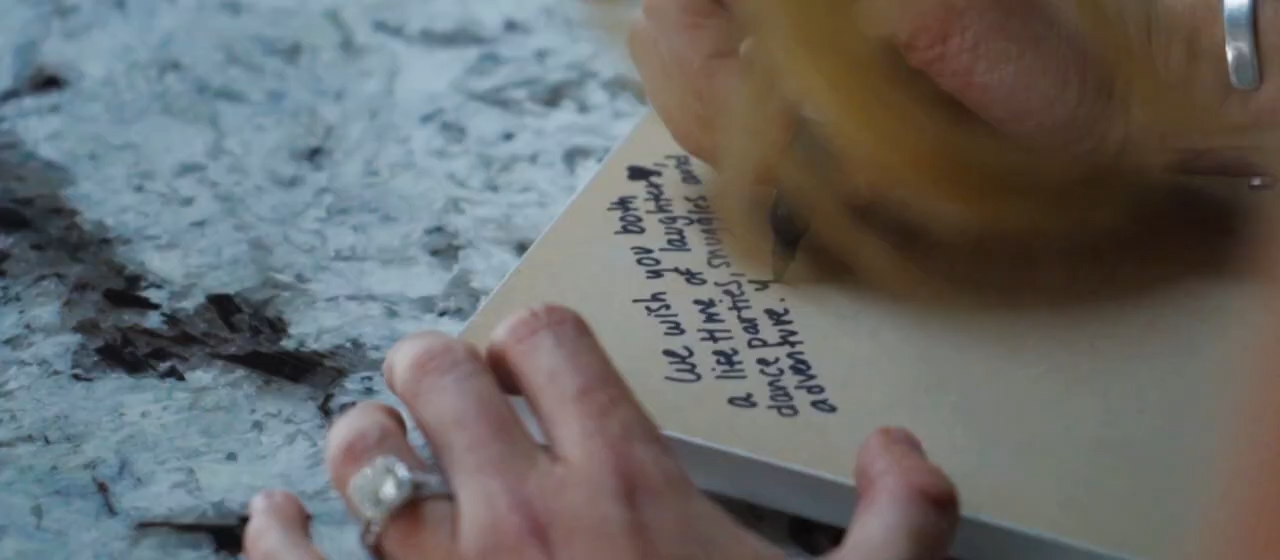 We wish you both
a life time of laughter,
dance parties, snuggles and
adventure. Y